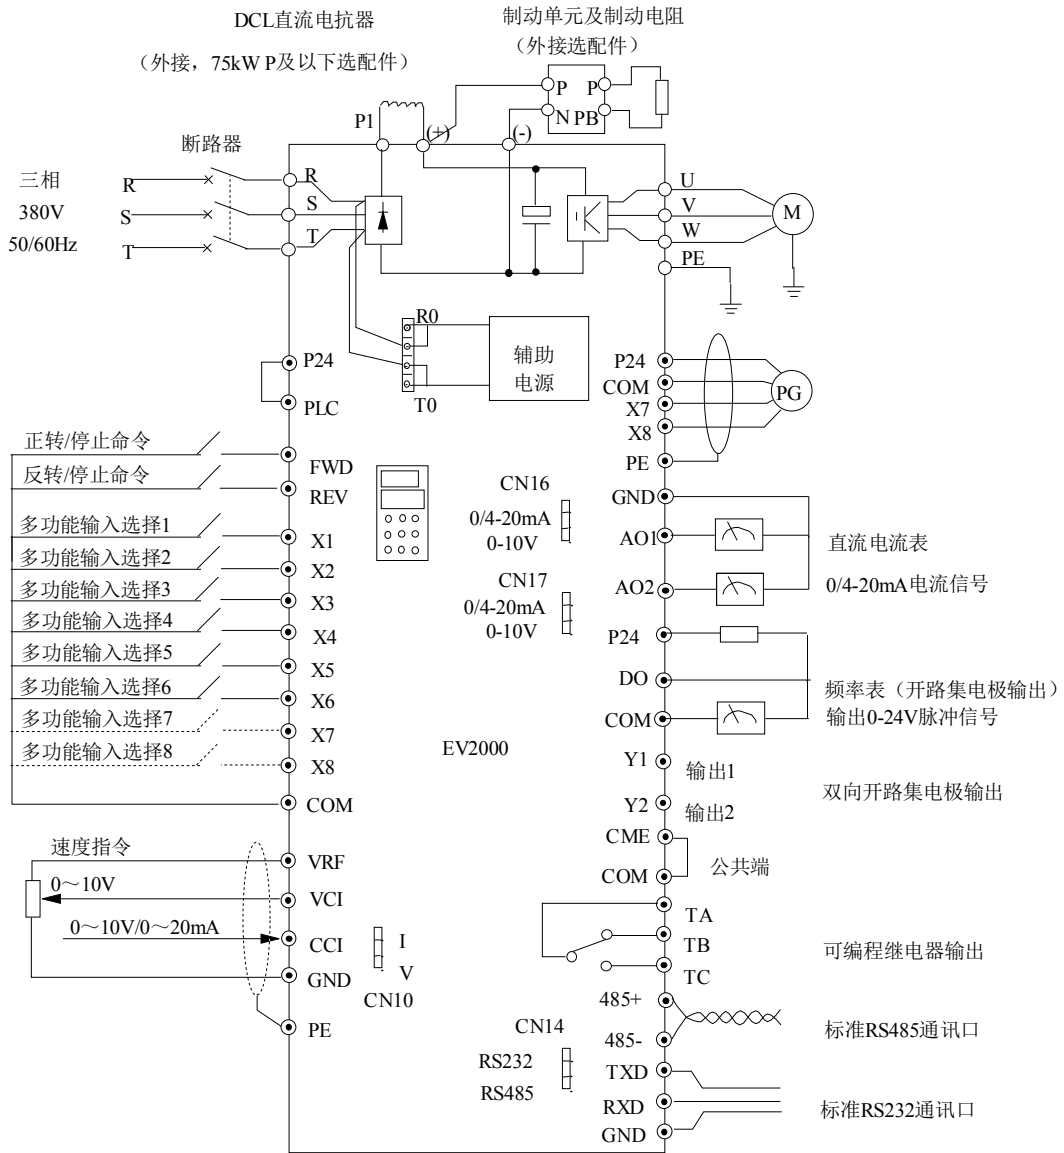 DCL直流电抗器
（外接，75kW P及以下选配件）
制动单元及制动电阻
（外接选配件）
P P
N PB
P1
(+)
(-)
断路器
三相
380V
50/60Hz
R
S
T
R
S
T
U
V
W
PE
M
R0
T0
辅助
电源
P24
PLC
正转/停止命令
FWD
反转/停止命令
REV
多功能输入选择1
X1
多功能输入选择2
X2
多功能输入选择3
X3
多功能输入选择4
X4
多功能输入选择5
X5
多功能输入选择6
X6
多功能输入选择7
X7
多功能输入选择8
X8
COM
速度指令
VRF
0～10V
VCI
0～10V/0～20mA
CCI
GND
PE
I
V
CN10
CN16
0/4-20mA
0-10V
CN17
0/4-20mA
0-10V
EV2000
CN14
RS232
RS485
P24
COM
X7
X8
PE
PG
GND
AO1
AO2
直流电流表
0/4-20mA电流信号
P24
DO
COM
频率表（开路集电极输出）
输出0-24V脉冲信号
Y1
输出1
Y2
输出2
双向开路集电极输出
CME
COM
公共端
TA
TB
TC
可编程继电器输出
485+
485-
标准RS485通讯口
TXD
RXD
GND
标准RS232通讯口